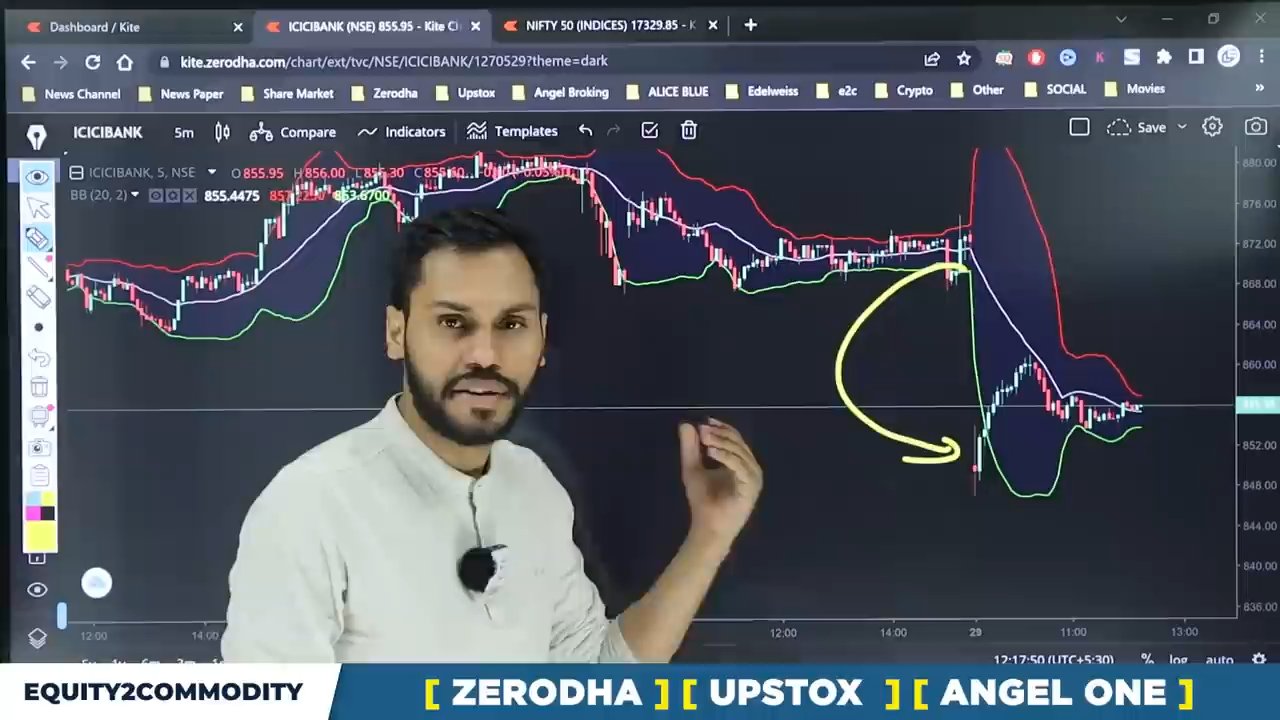 Dashboard / Kite
ICICIBANK (NSE) 855.95 - Kite
NIFTY 50 (INDICES) 17329.85 - K
kite.zerodha.com/chart/ext/tvc/NSE/ICICIBANK/1270529?theme=dark
News Channel News Paper Share Market Zerodha Upstox Angel Broking ALICE BLUE Edelweiss e2c Crypto Other SOCIAL Movies »
ICICIBANK 5m Compare Indicators Templates Save
ICICIBANK, 5, NSE O 855.95 H 856.00 L 855.30
BB (20, 2) 855.4475 853.6700
880.00
876.00
872.00
868.00
864.00
860.00
852.00
848.00
844.00
840.00
836.00
12:00 14:00 12:00 14:00 29 11:00 13:00
12:17:50 (UTC+5:30) % log auto
EQUITY2COMMODITY [ ZERODHA ] [ UPSTOX ] [ ANGEL ONE ]